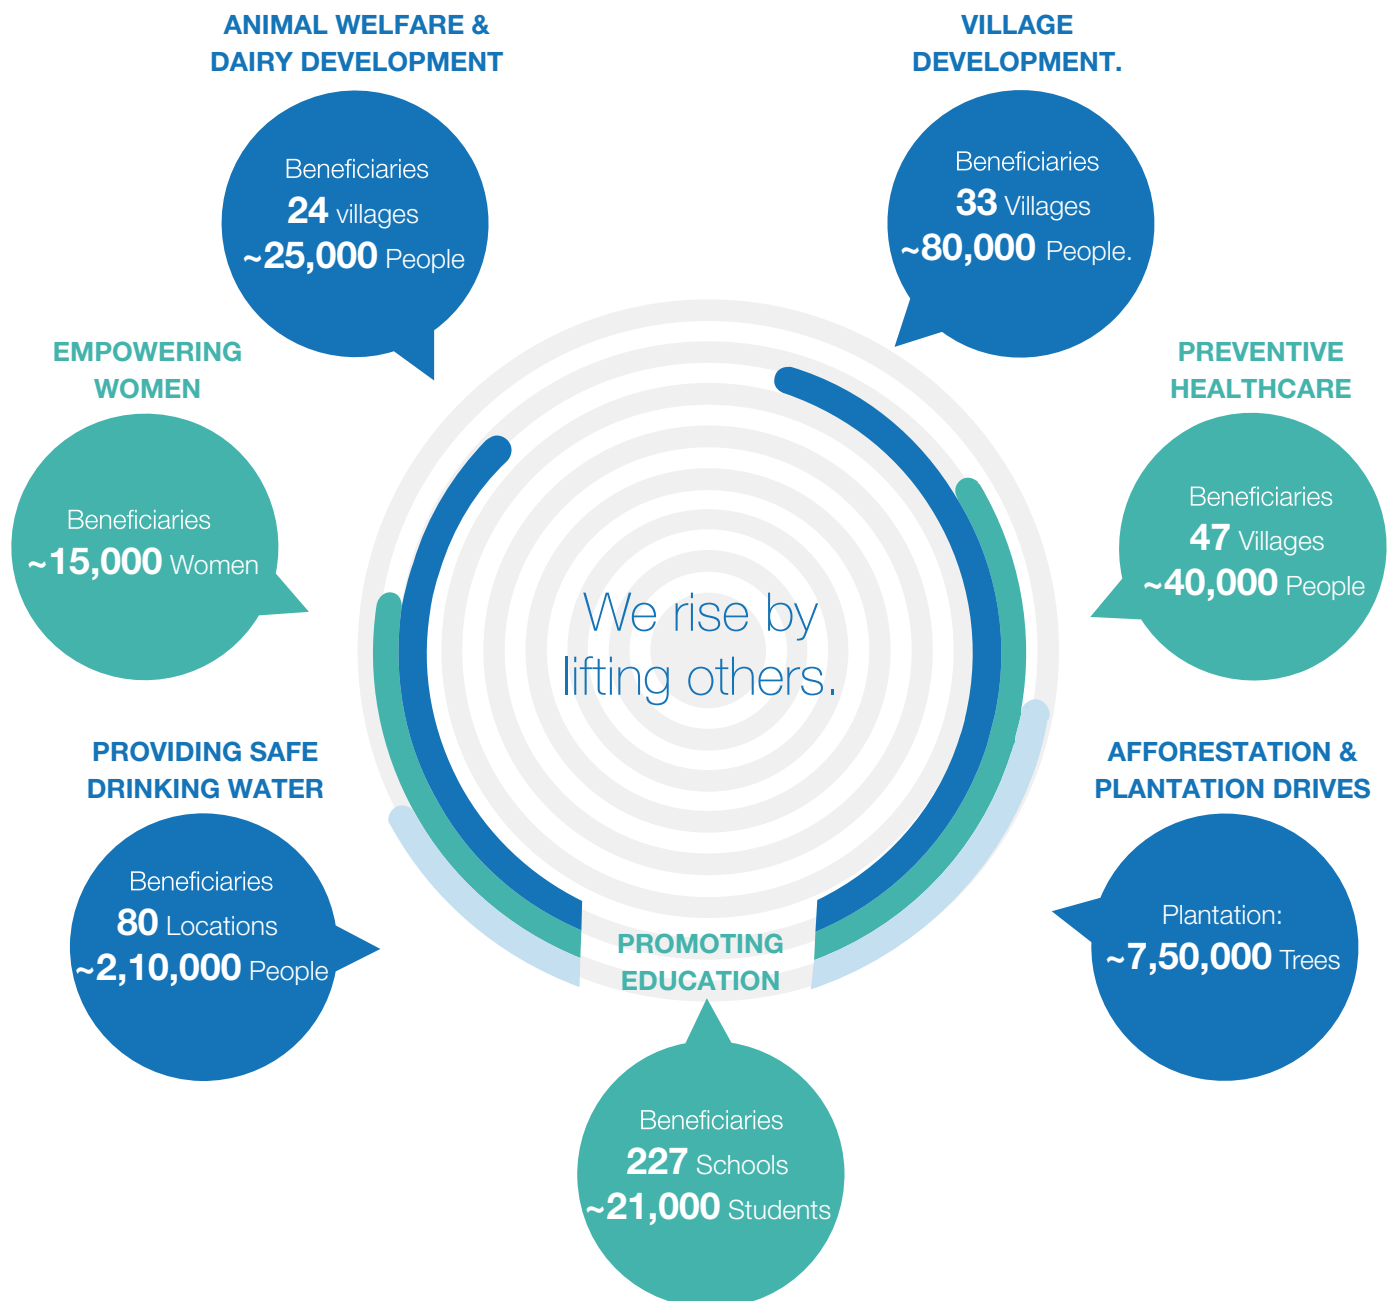 ANIMAL WELFARE &
DAIRY DEVELOPMENT
Beneficiaries
24 villages
~25,000 People
VILLAGE
DEVELOPMENT.
Beneficiaries
33 Villages
~80,000 People.
EMPOWERING
WOMEN
Beneficiaries
~15,000 Women
PREVENTIVE
HEALTHCARE
Beneficiaries
47 Villages
~40,000 People
We rise by
lifting others.
PROVIDING SAFE
DRINKING WATER
Beneficiaries
80 Locations
~2,10,000 People
AFFORESTATION &
PLANTATION DRIVES
Plantation:
~7,50,000 Trees
PROMOTING
EDUCATION
Beneficiaries
227 Schools
~21,000 Students